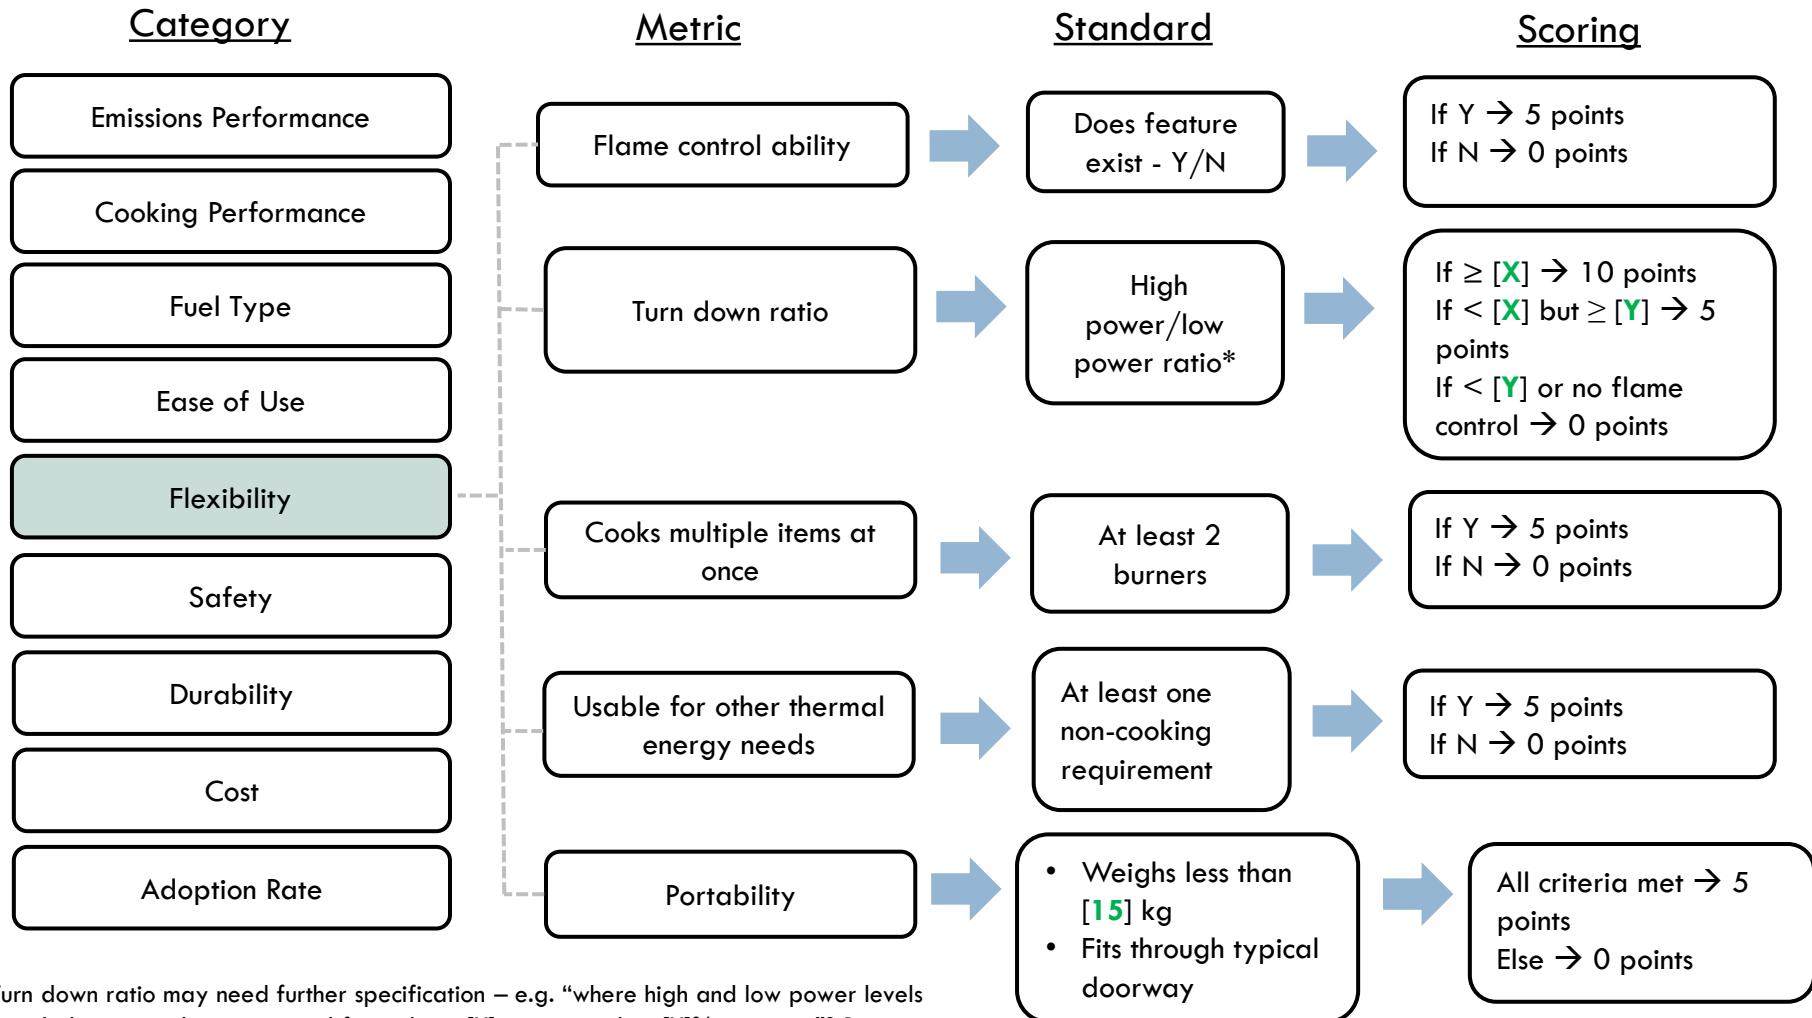 Category
Metric
Standard
Scoring
Emissions Performance
Cooking Performance
Fuel Type
Ease of Use
Flexibility
Safety
Durability
Cost
Adoption Rate
Flame control ability
Does feature
exist - Y/N
If Y → 5 points
If N → 0 points
Turn down ratio
High
power/low
power ratio*
If ≥ [X] → 10 points
If < [X] but ≥ [Y] → 5
points
If < [Y] or no flame
control → 0 points
Cooks multiple items at
once
At least 2
burners
If Y → 5 points
If N → 0 points
Usable for other thermal
energy needs
At least one
non-cooking
requirement
If Y → 5 points
If N → 0 points
Portability
• Weighs less than
[15] kg
• Fits through typical
doorway
All criteria met → 5
points
Else → 0 points
urn down ratio may need further specification – e.g. “where high and low power levels